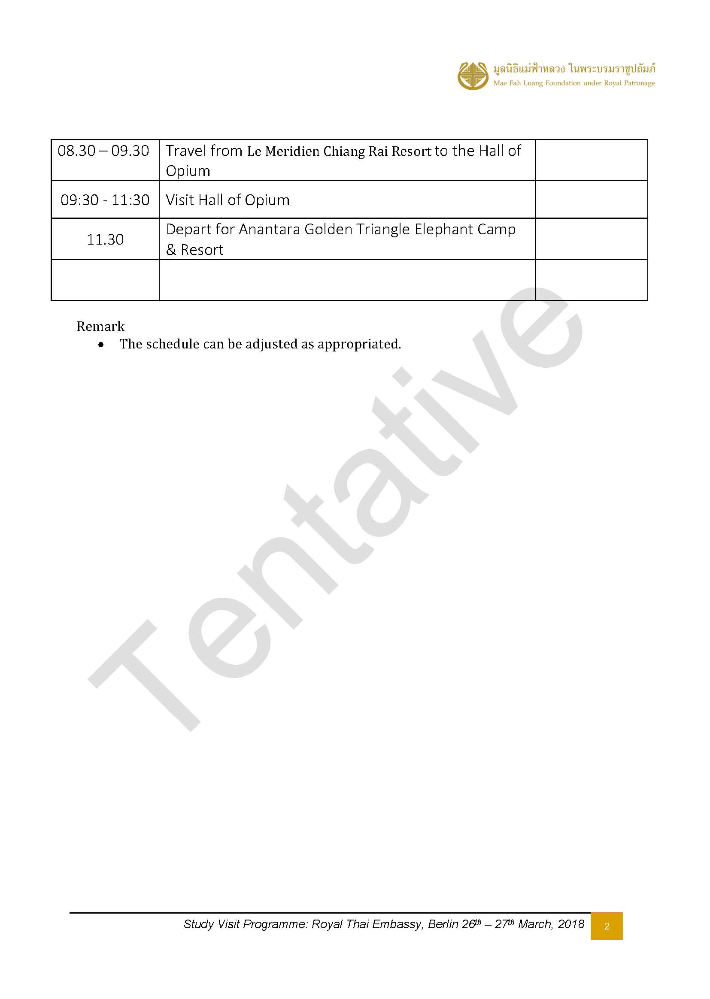 มูลนิธิแม่ฟ้าหลวง ในพระบรมราชูปถัมภ์
Mae Fah Luang Foundation under Royal Patronage
08.30 – 09.30 Travel from Le Meridien Chiang Rai Resort to the Hall of
Opium
09:30 - 11:30 Visit Hall of Opium
11.30 Depart for Anantara Golden Triangle Elephant Camp
& Resort
Remark
• The schedule can be adjusted as appropriated.
Tentative
Study Visit Programme: Royal Thai Embassy, Berlin 26th – 27th March, 2018 2